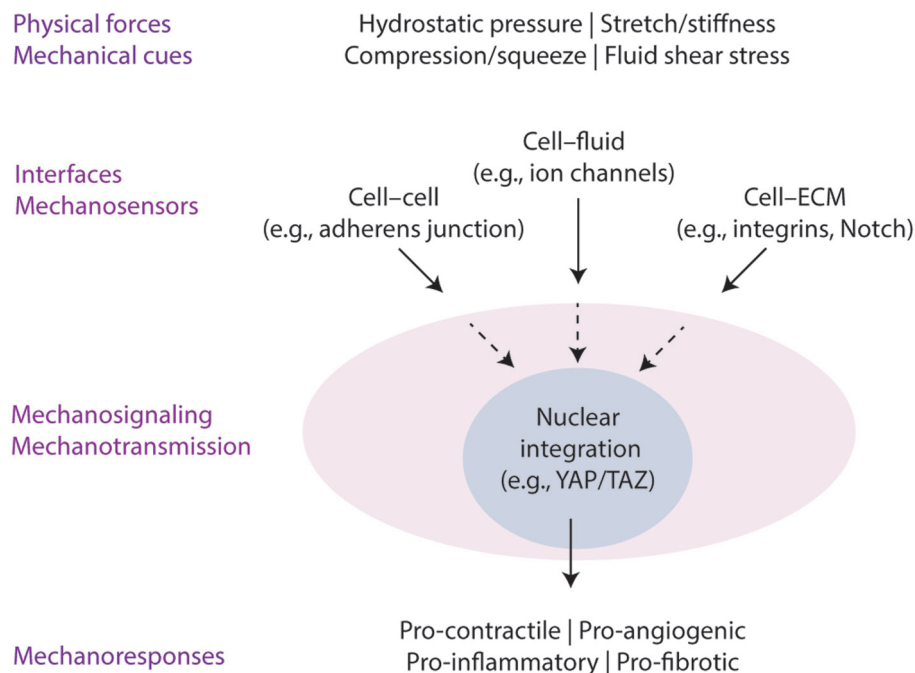 Physical forces
Mechanical cues
Hydrostatic pressure | Stretch/stiffness
Compression/squeeze | Fluid shear stress
Interfaces
Mechanosensors
Cell–fluid
(e.g., ion channels)
Cell–cell
(e.g., adherens junction)
Cell–ECM
(e.g., integrins, Notch)
Mechanosignaling
Mechanotransmission
Nuclear
integration
(e.g., YAP/TAZ)
Mechanoresponses
Pro-contractile | Pro-angiogenic
Pro-inflammatory | Pro-fibrotic